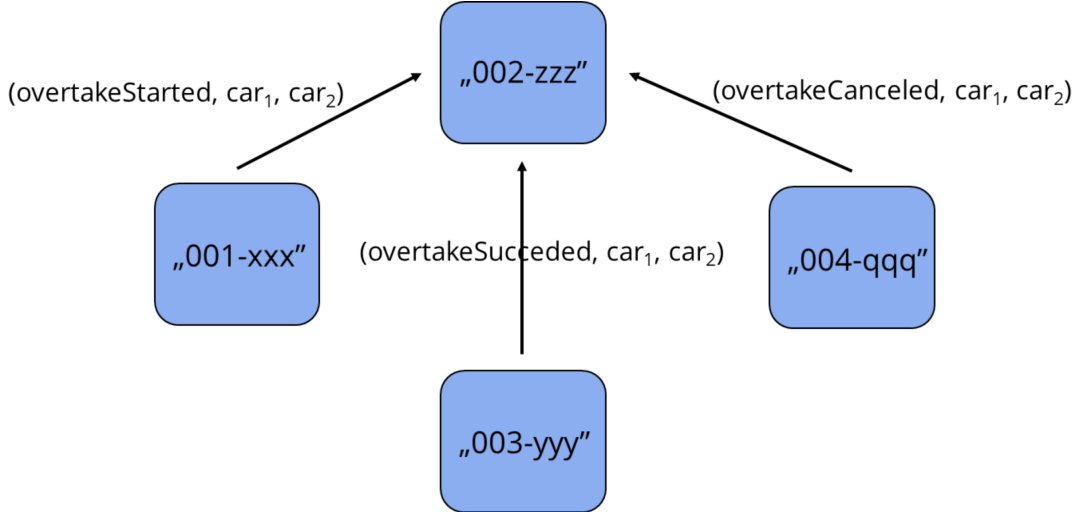 „002-zzz”
(overtakeStarted, car₁, car₂)
(overtakeCanceled, car₁, car₂)
„001-xxx”
(overtakeSucceded, car₁, car₂)
„004-qqq”
„003-yyy”